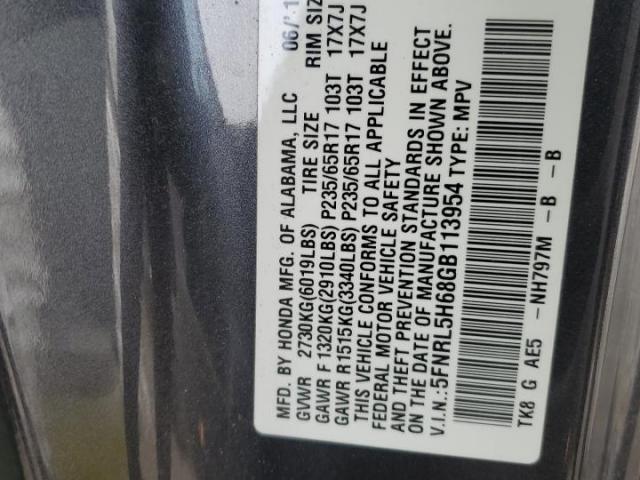 MFD. BY HONDA MFG. OF ALABAMA, LLC 06/'1
GVWR 2730KG(6019LBS) TIRE SIZE RIM SIZ
GAWR F 1320KG(2910LBS) P235/65R17 103T 17X7J
GAWR R1515KG(3340LBS) P235/65R17 103T 17X7J
THIS VEHICLE CONFORMS TO ALL APPLICABLE
FEDERAL MOTOR VEHICLE SAFETY
AND THEFT PREVENTION STANDARDS IN EFFECT
ON THE DATE OF MANUFACTURE SHOWN ABOVE.
V.I.N.:5FNRL5H68GB113954 TYPE: MPV
TK8 G AE5 -NH797M -B -B